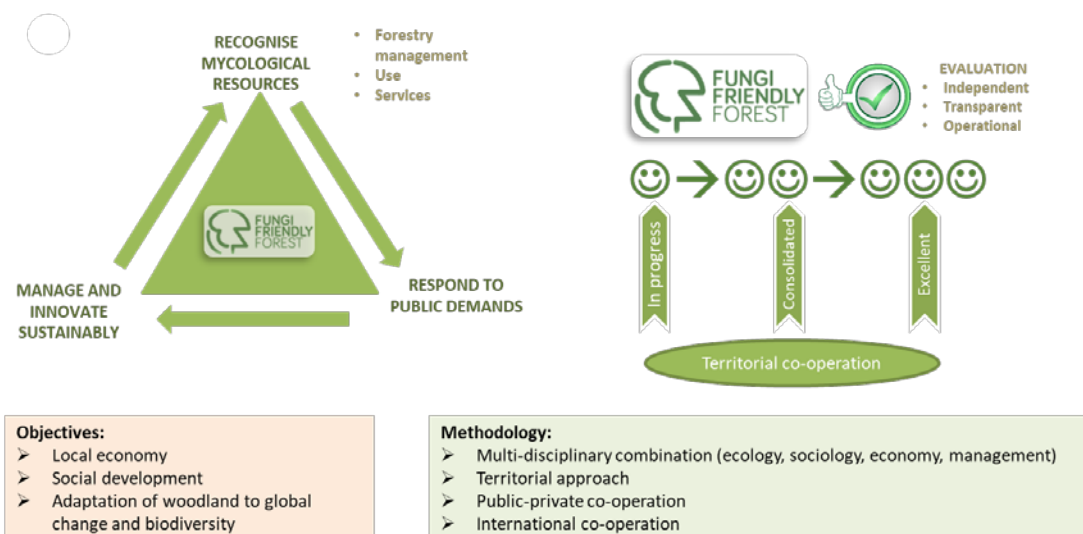 RECOGNISE
MYCOLOGICAL
RESOURCES
• Forestry
management
• Use
• Services
FUNGI
FRIENDLY
FOREST
MANAGE AND
INNOVATE
SUSTAINABLY
RESPOND TO
PUBLIC DEMANDS
FUNGI
FRIENDLY
FOREST
EVALUATION
• Independent
• Transparent
• Operational
In progress
Consolidated
Excellent
Territorial co-operation
Objectives:
➢ Local economy
➢ Social development
➢ Adaptation of woodland to global
change and biodiversity
Methodology:
➢ Multi-disciplinary combination (ecology, sociology, economy, management)
➢ Territorial approach
➢ Public-private co-operation
➢ International co-operation